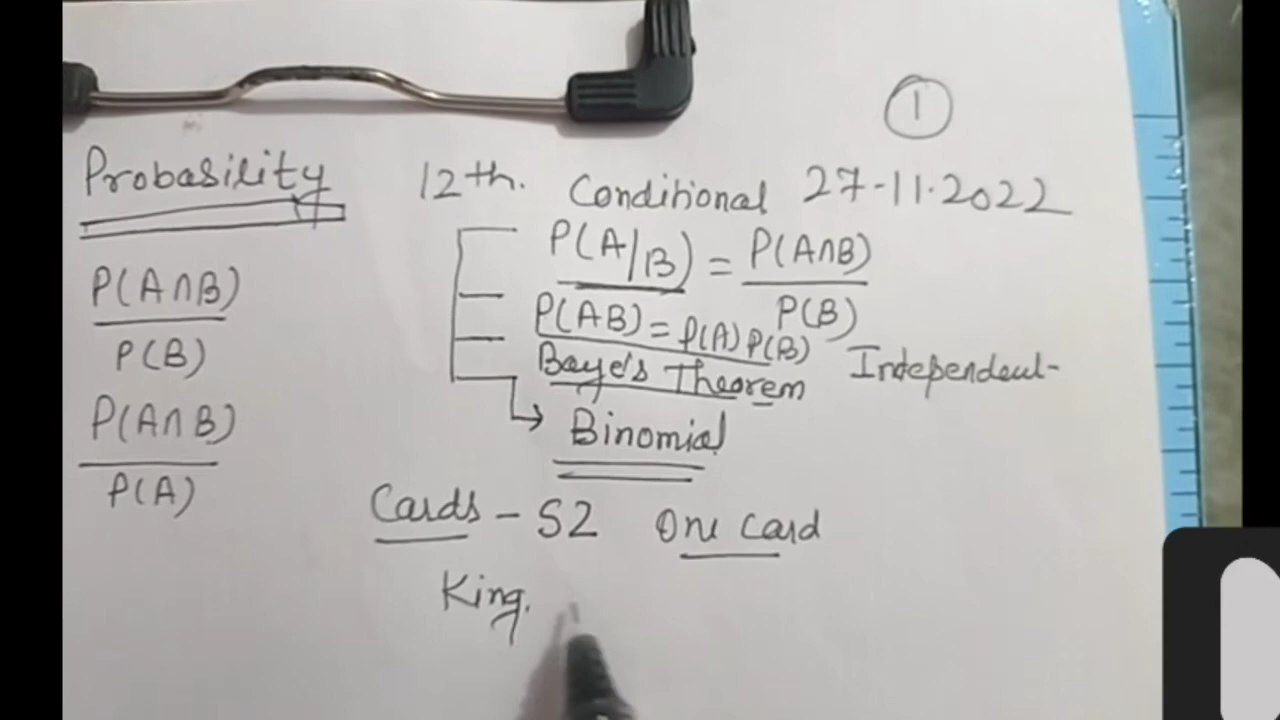 ①
Probability 12th. Conditional 27-11.2022
P(A∩B)
P(B)
P(A∩B)
P(A)
P(A/B) = P(A∩B)
P(B)
P(AB) = P(A) P(B) Independent-
Baye's Theorem
Binomial
Cards - 52 One Card
King.